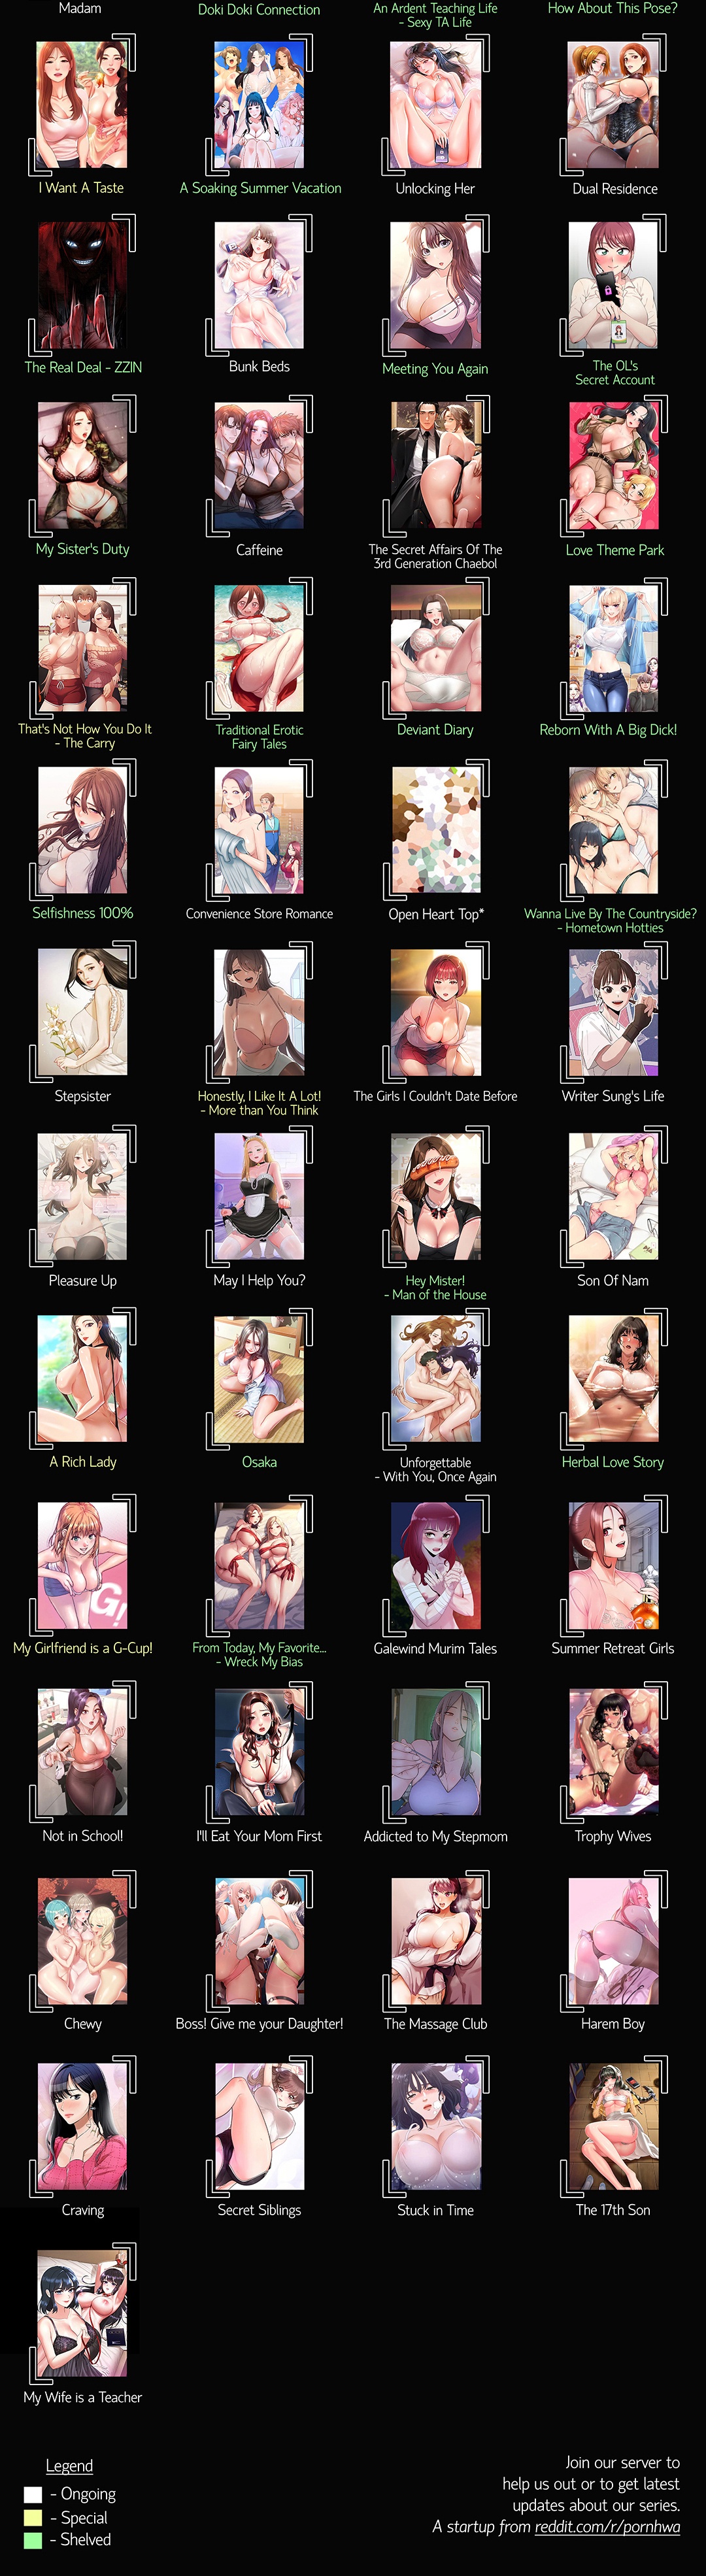 Madam
Doki Doki Connection
An Ardent Teaching Life
- Sexy TA Life
How About This Pose?
I Want A Taste
A Soaking Summer Vacation
Unlocking Her
Dual Residence
The Real Deal - ZZIN
Bunk Beds
Meeting You Again
The OL's
Secret Account
My Sister's Duty
Caffeine
The Secret Affairs Of The
3rd Generation Chaebol
Love Theme Park
That's Not How You Do It
- The Carry
Traditional Erotic
Fairy Tales
Deviant Diary
Reborn With A Big Dick!
Selfishness 100%
Convenience Store Romance
Open Heart Top*
Wanna Live By The Countryside?
- Hometown Hotties
Stepsister
Honestly, I Like It A Lot!
- More than You Think
The Girls I Couldn't Date Before
Writer Sung's Life
Pleasure Up
May I Help You?
Hey Mister!
- Man of the House
Son Of Nam
A Rich Lady
Osaka
Unforgettable
- With You, Once Again
Herbal Love Story
G!
My Girlfriend is a G-Cup!
From Today, My Favorite...
- Wreck My Bias
Galewind Murim Tales
Summer Retreat Girls
Not in School!
I'll Eat Your Mom First
Addicted to My Stepmom
Trophy Wives
Chewy
Boss! Give me your Daughter!
The Massage Club
Harem Boy
Craving
Secret Siblings
Stuck in Time
The 17th Son
My Wife is a Teacher
Legend
- Ongoing
- Special
- Shelved
Join our server to
help us out or to get latest
updates about our series.
A startup from reddit.com/r/pornhwa